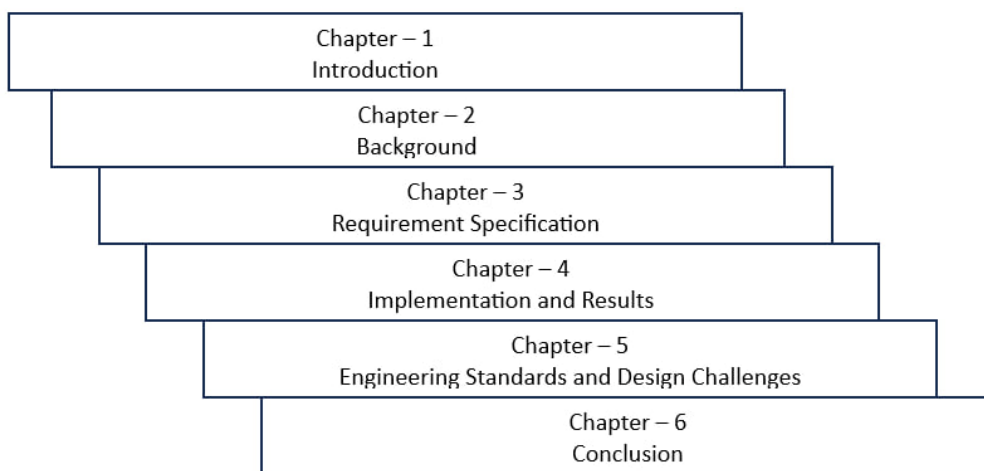 Chapter – 1
Introduction
Chapter – 2
Background
Chapter – 3
Requirement Specification
Chapter – 4
Implementation and Results
Chapter – 5
Engineering Standards and Design Challenges
Chapter – 6
Conclusion